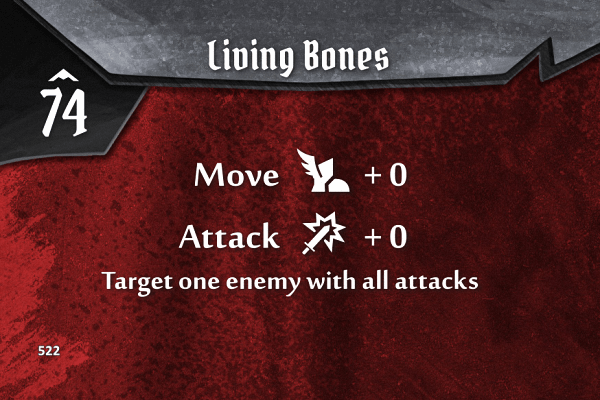 Living Bones
74
Move + 0
Attack + 0
Target one enemy with all attacks
522